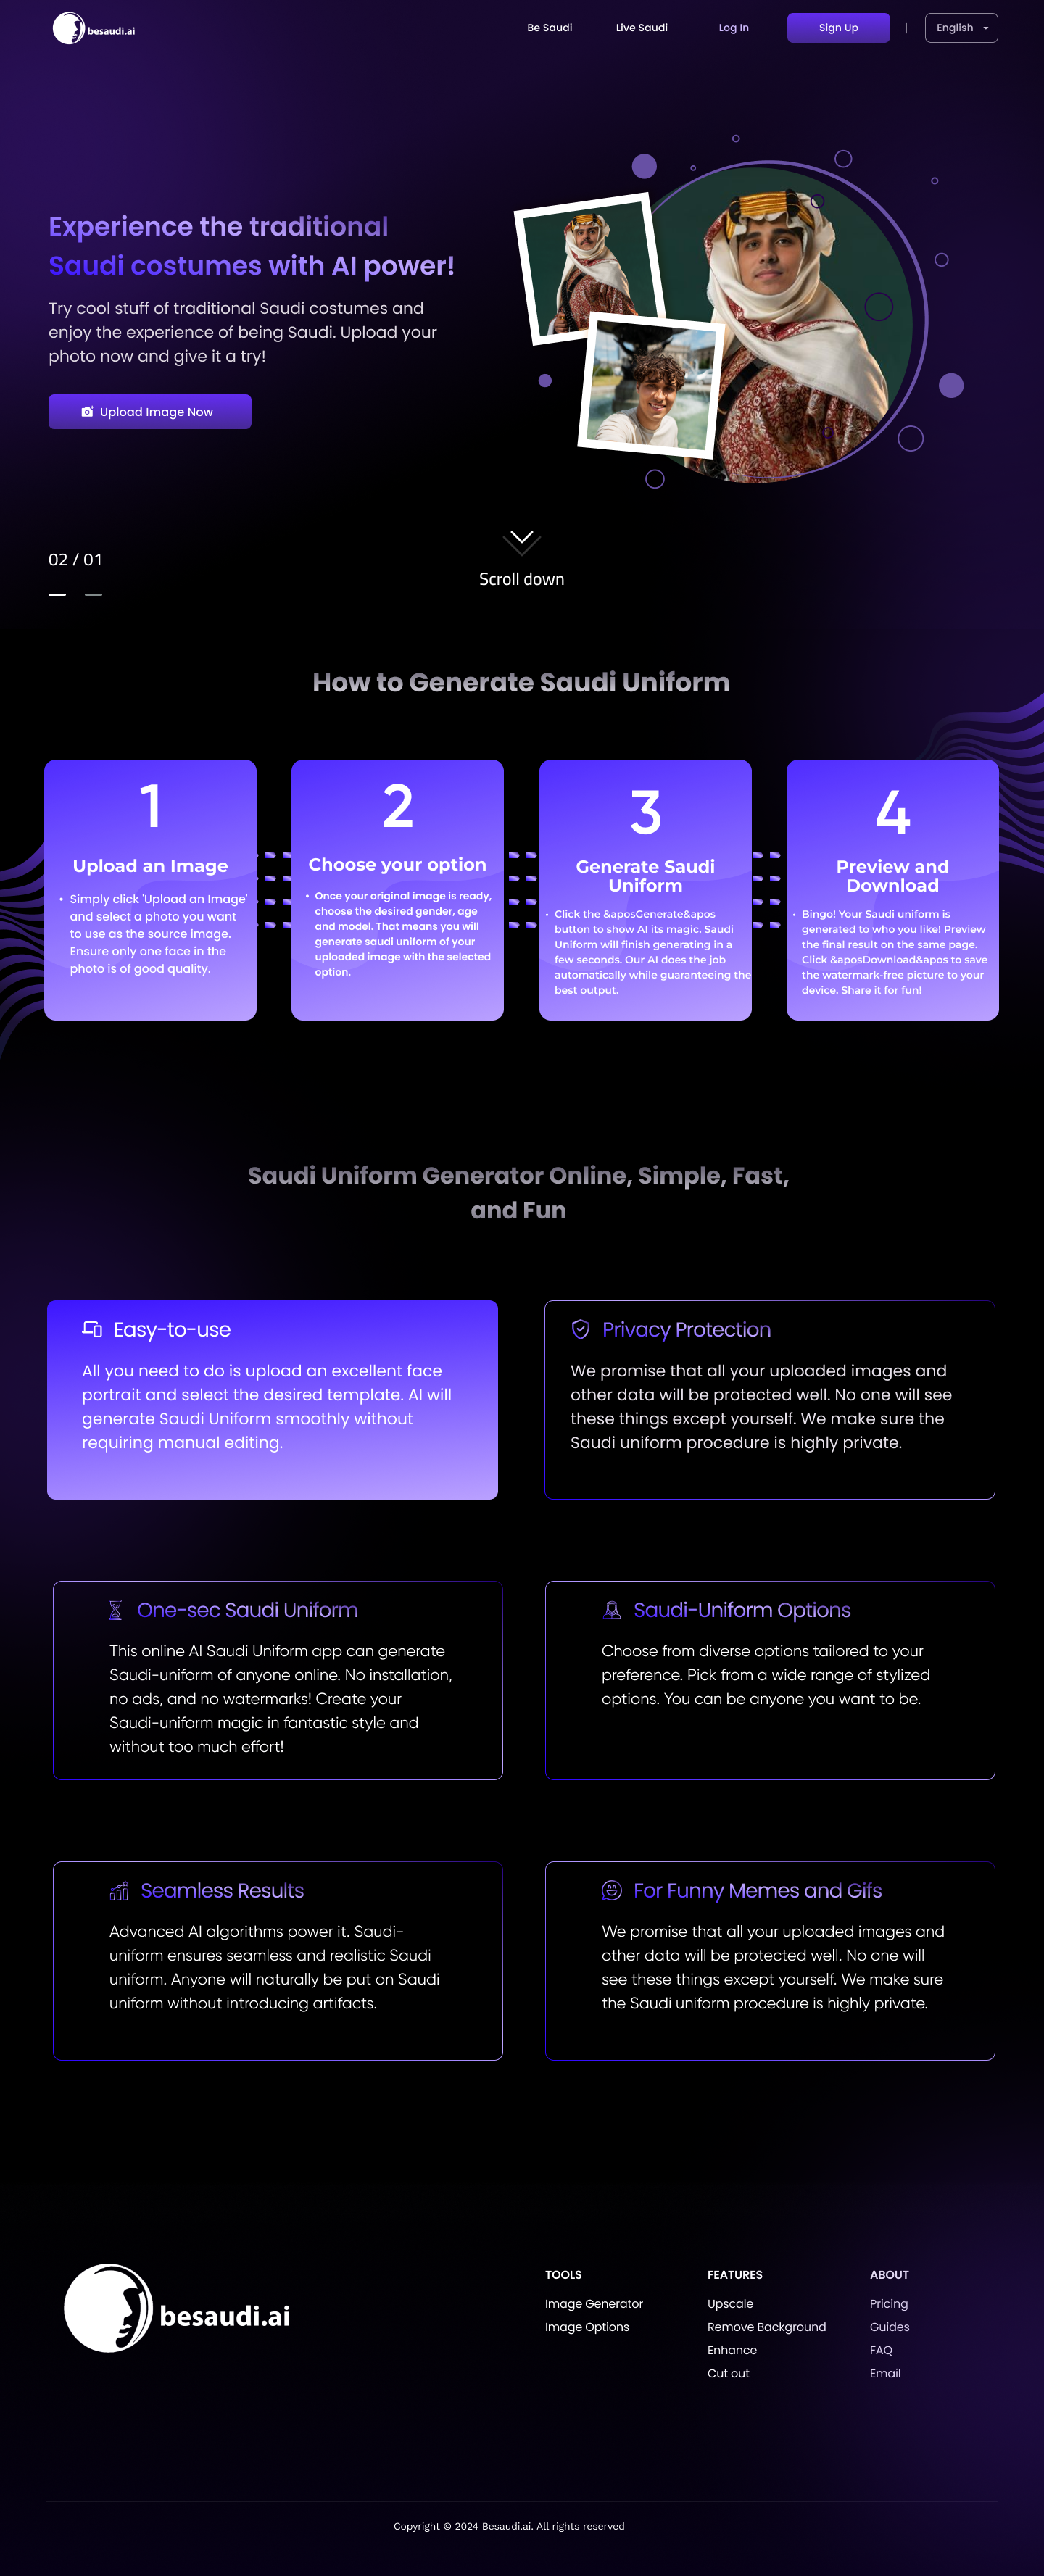 besaudi.ai
Be Saudi
Live Saudi
Log In
Sign Up
|
English
Experience the traditional
Saudi costumes with AI power!
Try cool stuff of traditional Saudi costumes and
enjoy the experience of being Saudi. Upload your
photo now and give it a try!
Upload Image Now
02 / 01
Scroll down
How to Generate Saudi Uniform
1
Upload an Image
• Simply click 'Upload an Image'
and select a photo you want
to use as the source image.
Ensure only one face in the
photo is of good quality.
2
Choose your option
• Once your original image is ready,
choose the desired gender, age
and model. That means you will
generate saudi uniform of your
uploaded image with the selected
option.
3
Generate Saudi
Uniform
• Click the &aposGenerate&apos
button to show AI its magic. Saudi
Uniform will finish generating in a
few seconds. Our AI does the job
automatically while guaranteeing the
best output.
4
Preview and
Download
• Bingo! Your Saudi uniform is
generated to who you like! Preview
the final result on the same page.
Click &aposDownload&apos to save
the watermark-free picture to your
device. Share it for fun!
Saudi Uniform Generator Online, Simple, Fast,
and Fun
Easy-to-use
All you need to do is upload an excellent face
portrait and select the desired template. AI will
generate Saudi Uniform smoothly without
requiring manual editing.
Privacy Protection
We promise that all your uploaded images and
other data will be protected well. No one will see
these things except yourself. We make sure the
Saudi uniform procedure is highly private.
One-sec Saudi Uniform
This online AI Saudi Uniform app can generate
Saudi-uniform of anyone online. No installation,
no ads, and no watermarks! Create your
Saudi-uniform magic in fantastic style and
without too much effort!
Saudi-Uniform Options
Choose from diverse options tailored to your
preference. Pick from a wide range of stylized
options. You can be anyone you want to be.
Seamless Results
Advanced AI algorithms power it. Saudi-
uniform ensures seamless and realistic Saudi
uniform. Anyone will naturally be put on Saudi
uniform without introducing artifacts.
For Funny Memes and Gifs
We promise that all your uploaded images and
other data will be protected well. No one will
see these things except yourself. We make sure
the Saudi uniform procedure is highly private.
besaudi.ai
TOOLS
Image Generator
Image Options
FEATURES
Upscale
Remove Background
Enhance
Cut out
ABOUT
Pricing
Guides
FAQ
Email
Copyright © 2024 Besaudi.ai. All rights reserved